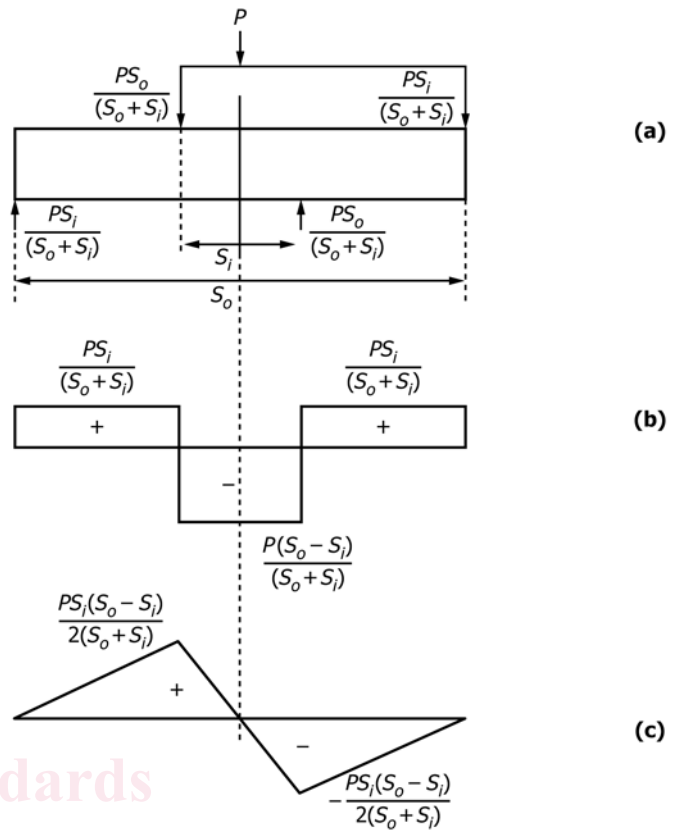 P
PS_o/(S_o+S_i)
PS_i/(S_o+S_i)
(a)
PS_i/(S_o+S_i)
PS_o/(S_o+S_i)
S_i
S_o
PS_i/(S_o+S_i)
PS_i/(S_o+S_i)
(b)
+
+
−
P(S_o−S_i)/(S_o+S_i)
PS_i(S_o−S_i)/2(S_o+S_i)
+
(c)
−
−PS_i(S_o−S_i)/2(S_o+S_i)
dards